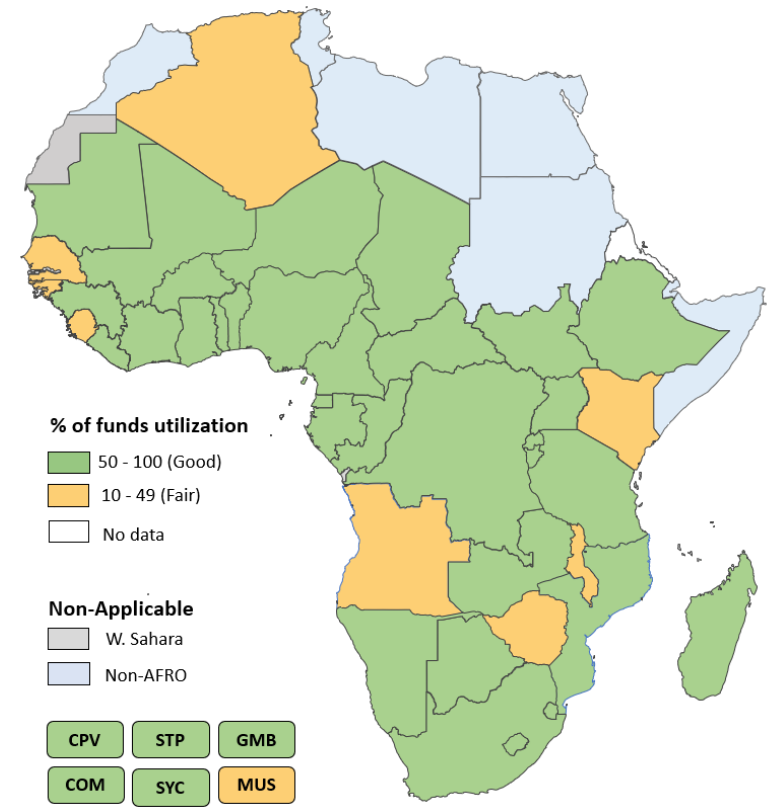 % of funds utilization
50 - 100 (Good)
10 - 49 (Fair)
No data
Non-Applicable
W. Sahara
Non-AFRO
CPV STP GMB
COM SYC MUS